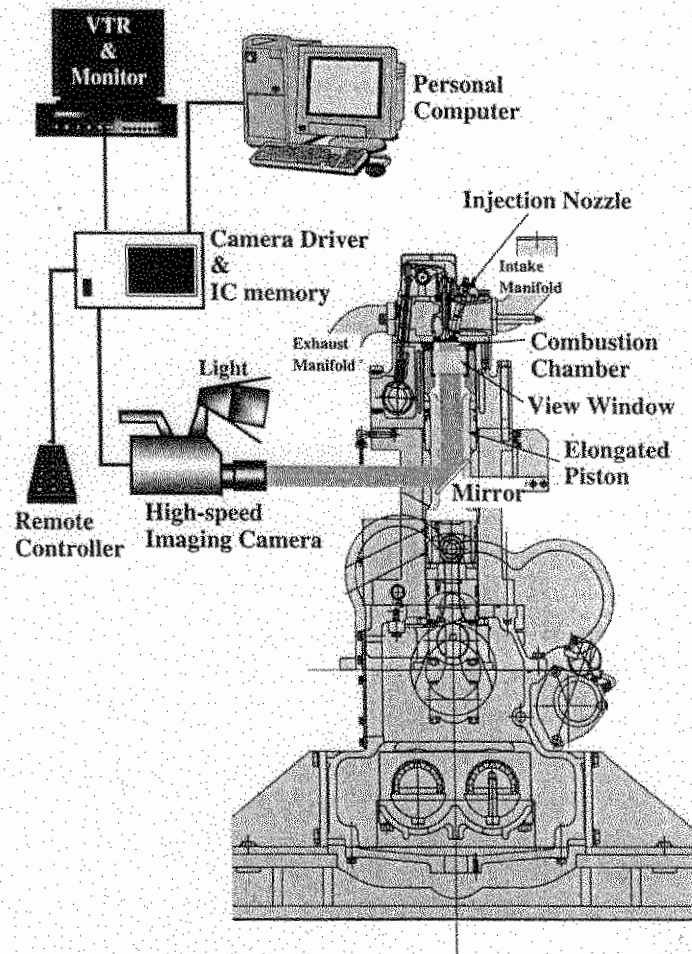 VTR
&
Monitor
Personal
Computer
Injection Nozzle
Camera Driver
&
IC memory
Intake
Manifold
Exhaust
Manifold
Combustion
Chamber
Light
View Window
Elongated
Piston
Mirror
Remote
Controller
High-speed
Imaging Camera